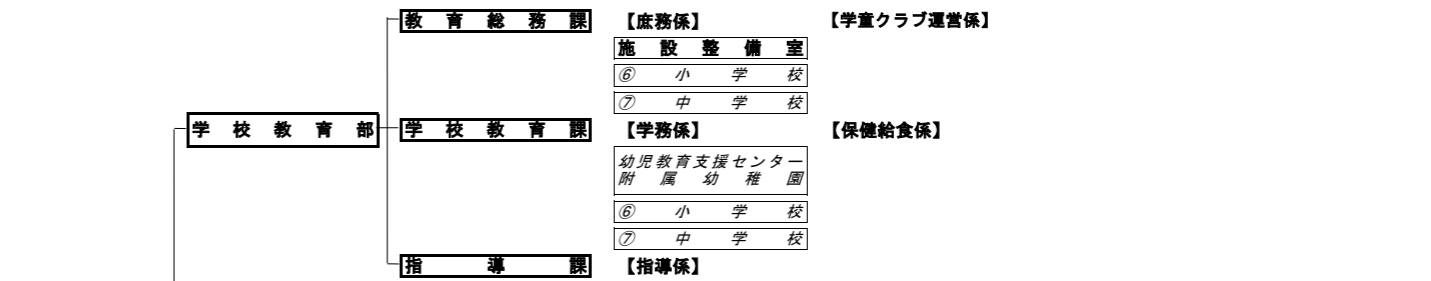 教育総務課 【庶務係】 【学童クラブ運営係】
施設整備室
⑥ 小学校
⑦ 中学校
学校教育部 学校教育課 【学務係】 【保健給食係】
幼児教育支援センター
附属幼稚園
⑥ 小学校
⑦ 中学校
指導課 【指導係】